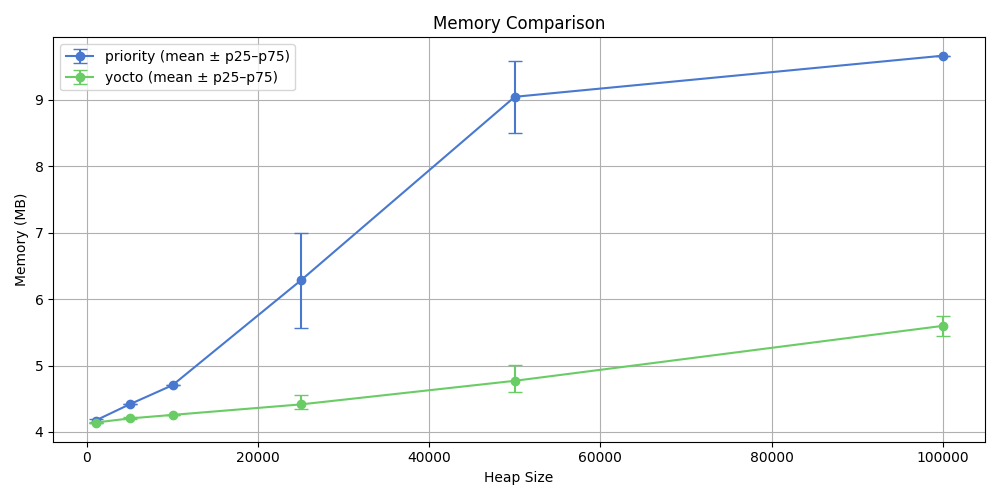 Memory Comparison
priority (mean ± p25–p75)
yocto (mean ± p25–p75)
Memory (MB)
9
8
7
6
5
4
0 20000 40000 60000 80000 100000
Heap Size